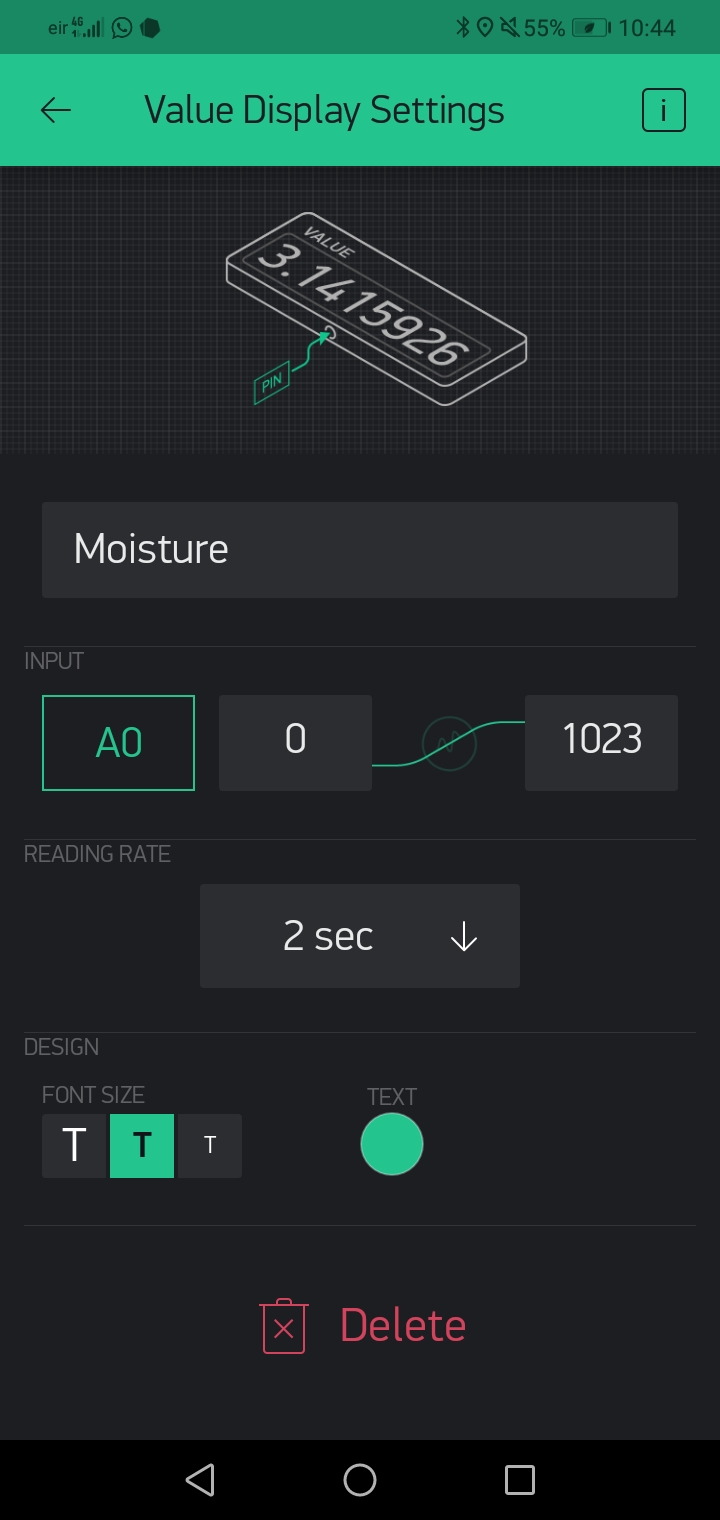 eir 4G 55% 10:44
Value Display Settings i
VALUE
3.1415926
PIN
Moisture
INPUT
A0 0 1023
READING RATE
2 sec
DESIGN
FONT SIZE TEXT
T T T
Delete